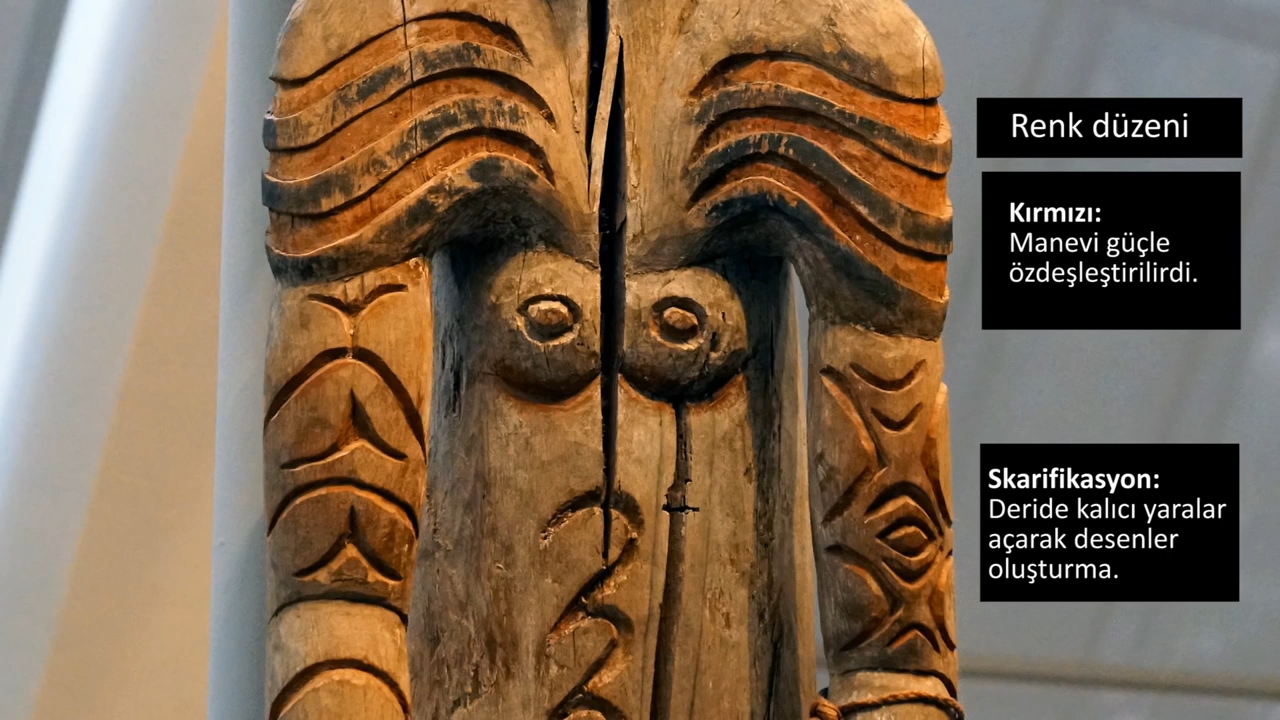 Renk düzeni
Kırmızı:
Manevi güçle
özdeşleştirilirdi.
Skarifikasyon:
Deride kalıcı yaralar
açarak desenler
oluşturma.